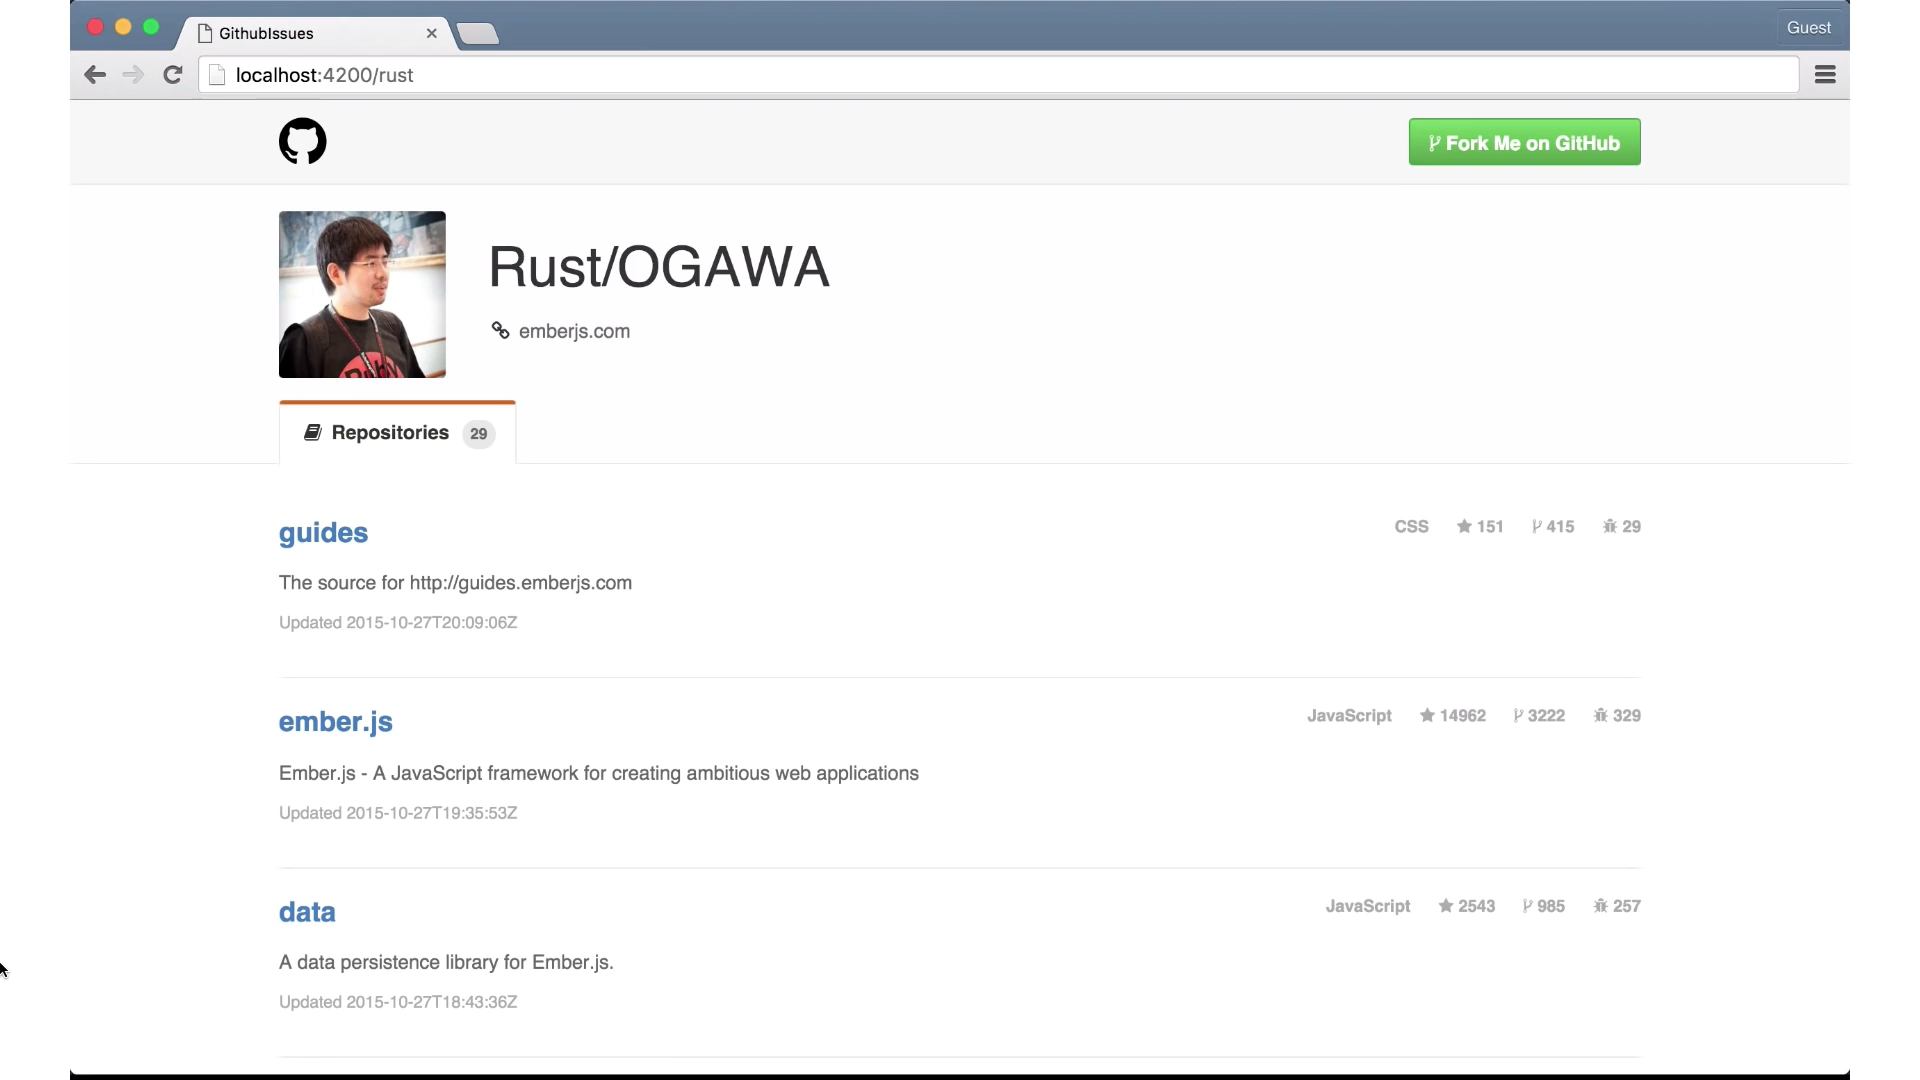 GithubIssues
Guest
localhost:4200/rust
Fork Me on GitHub
Rust/OGAWA
emberjs.com
Repositories 29
guides
CSS 151 415 29
The source for http://guides.emberjs.com
Updated 2015-10-27T20:09:06Z
ember.js
JavaScript 14962 3222 329
Ember.js - A JavaScript framework for creating ambitious web applications
Updated 2015-10-27T19:35:53Z
data
JavaScript 2543 985 257
A data persistence library for Ember.js.
Updated 2015-10-27T18:43:36Z